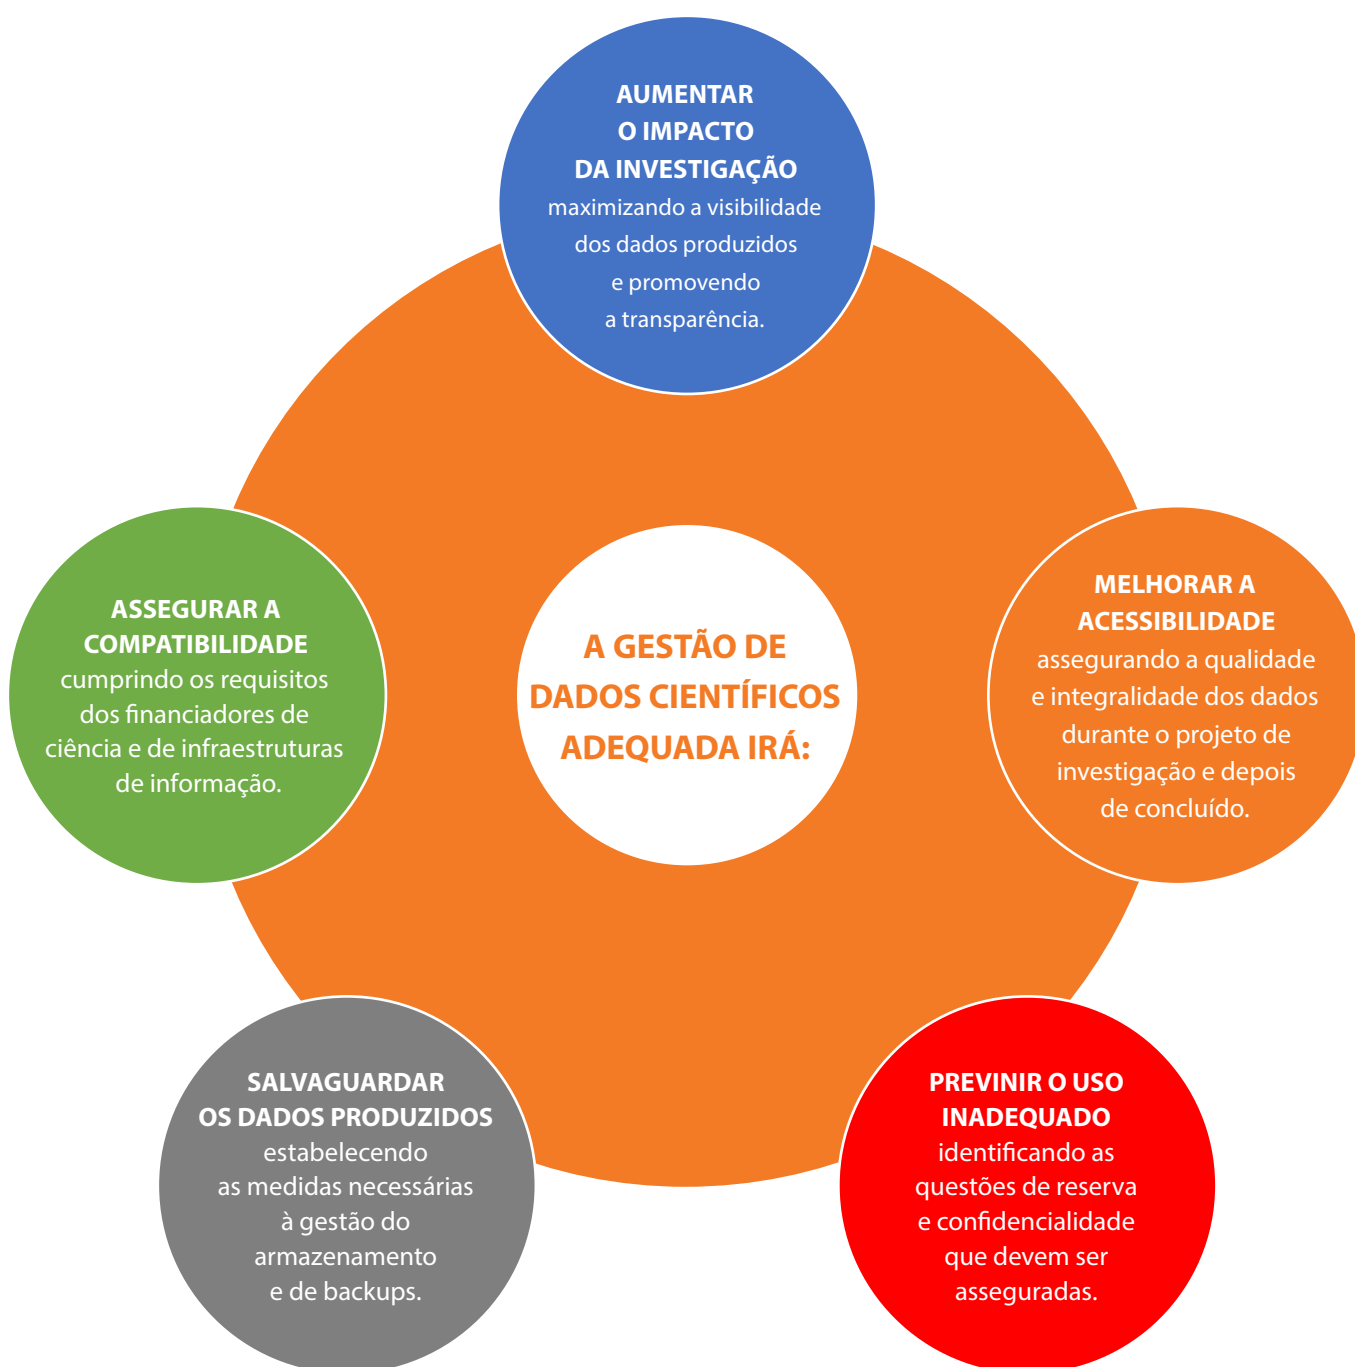 AUMENTAR
O IMPACTO
DA INVESTIGAÇÃO
maximizando a visibilidade
dos dados produzidos
e promovendo
a transparência.
A GESTÃO DE
DADOS CIENTÍFICOS
ADEQUADA IRÁ:
MELHORAR A
ACESSIBILIDADE
assegurando a qualidade
e integralidade dos dados
durante o projeto de
investigação e depois
de concluído.
PREVINIR O USO
INADEQUADO
identificando as
questões de reserva
e confidencialidade
que devem ser
asseguradas.
SALVAGUARDAR
OS DADOS PRODUZIDOS
estabelecendo
as medidas necessárias
à gestão do
armazenamento
e de backups.
ASSEGURAR A
COMPATIBILIDADE
cumprindo os requisitos
dos financiadores de
ciência e de infraestruturas
de informação.